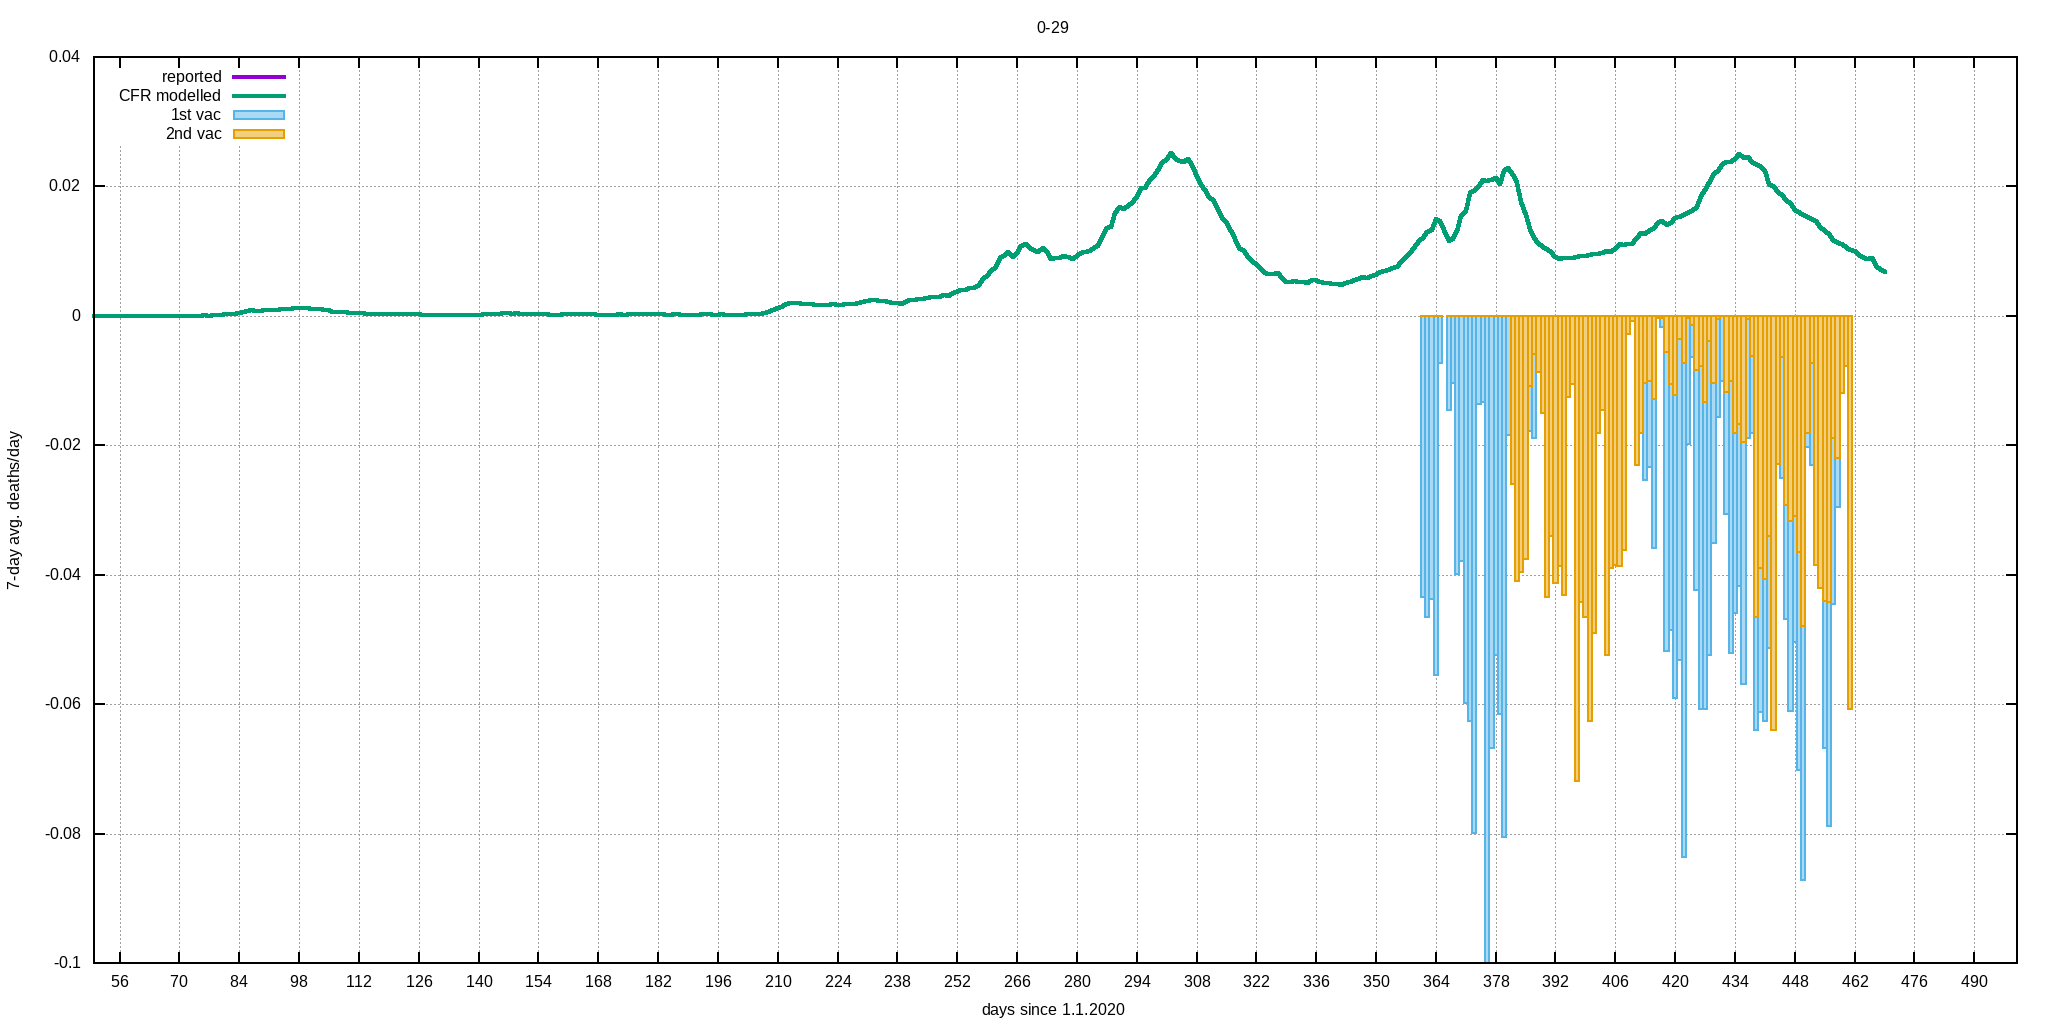 0-29
reported
CFR modelled
1st vac
2nd vac
0.04
0.02
0
-0.02
-0.04
-0.06
-0.08
-0.1
7-day avg. deaths/day
56 70 84 98 112 126 140 154 168 182 196 210 224 238 252 266 280 294 308 322 336 350 364 378 392 406 420 434 448 462 476 490
days since 1.1.2020